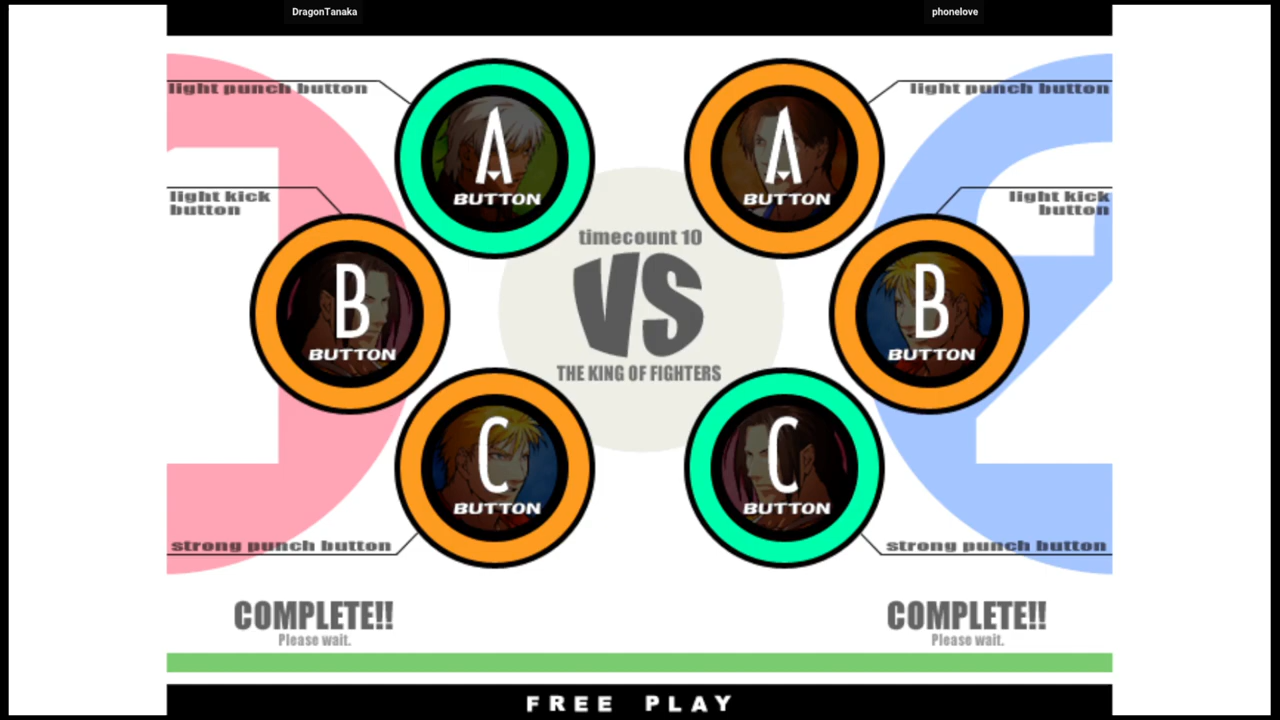 DragonTanaka
phonelove
light punch button
light punch button
A
BUTTON
A
BUTTON
light kick
button
light kick
button
timecount 10
VS
THE KING OF FIGHTERS
B
BUTTON
B
BUTTON
C
BUTTON
C
BUTTON
strong punch button
strong punch button
1
2
COMPLETE!!
Please wait.
COMPLETE!!
Please wait.
FREE PLAY